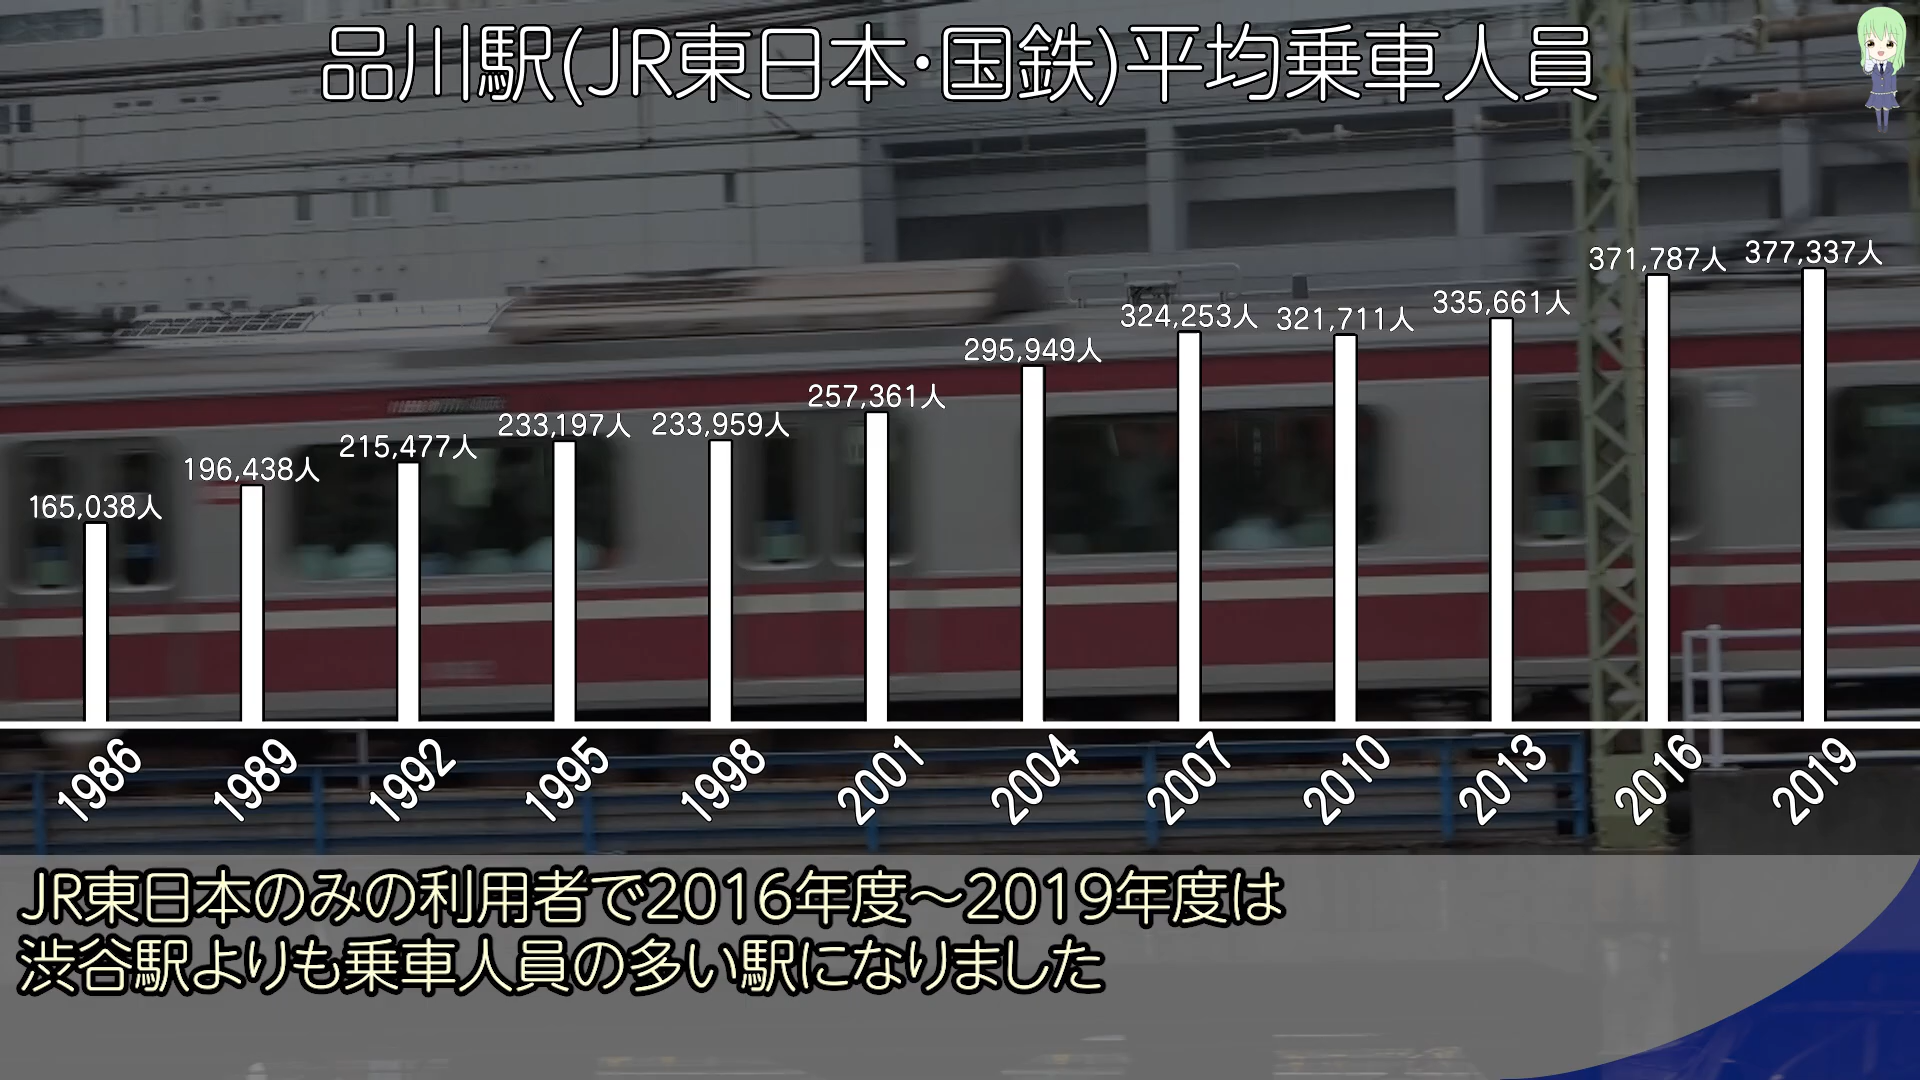 品川駅(JR東日本・国鉄)平均乗車人員
165,038人
196,438人
215,477人
233,197人
233,959人
257,361人
295,949人
324,253人
321,711人
335,661人
371,787人
377,337人
1986
1989
1992
1995
1998
2001
2004
2007
2010
2013
2016
2019
JR東日本のみの利用者で2016年度～2019年度は
渋谷駅よりも乗車人員の多い駅になりました